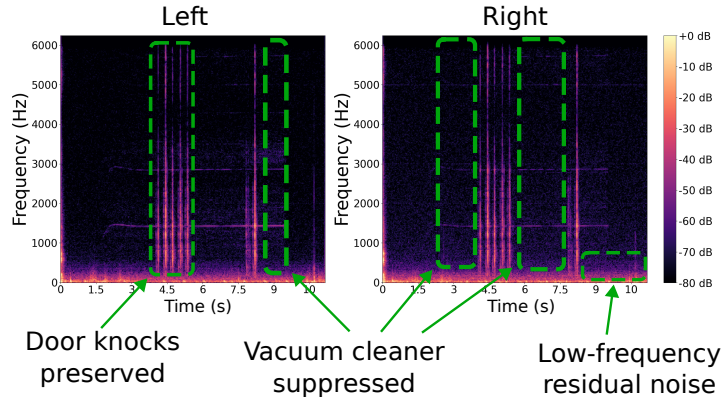 Left
Right
Frequency (Hz)
6000
5000
4000
3000
2000
1000
0
0 1.5 3 4.5 6 7.5 9 10
Time (s)
Frequency (Hz)
6000
5000
4000
3000
2000
1000
0
0 1.5 3 4.5 6 7.5 9 10
Time (s)
+0 dB
-10 dB
-20 dB
-30 dB
-40 dB
-50 dB
-60 dB
-70 dB
-80 dB
Door knocks
preserved
Vacuum cleaner
suppressed
Low-frequency
residual noise